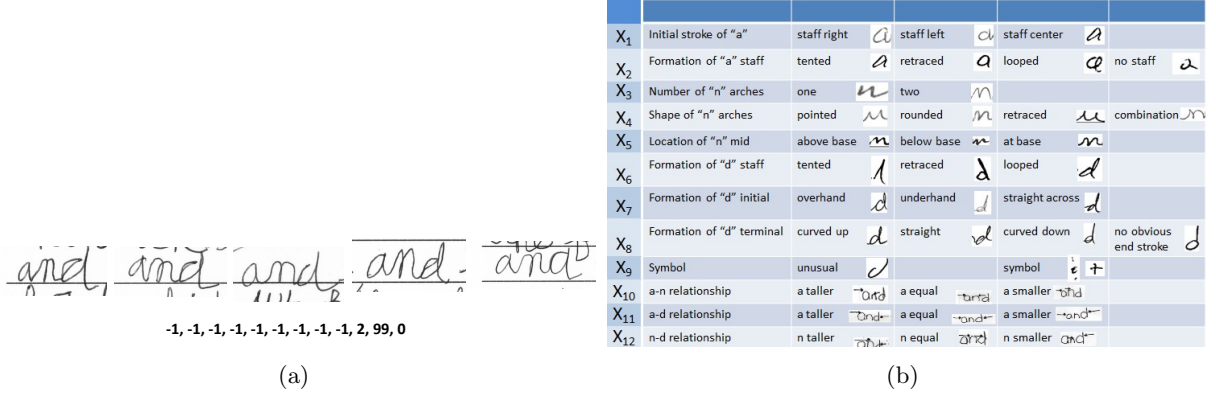 and and and and and
-1, -1, -1, -1, -1, -1, -1, -1, -1, 2, 99, 0
(a)
X1 Initial stroke of "a" staff right staff left staff center
X2 Formation of "a" staff tented retraced looped no staff
X3 Number of "n" arches one two
X4 Shape of "n" arches pointed rounded retraced combination
X5 Location of "n" mid above base below base at base
X6 Formation of "d" staff tented retraced looped
X7 Formation of "d" initial overhand underhand straight across
X8 Formation of "d" terminal curved up straight curved down no obvious
end stroke
X9 Symbol unusual symbol
X10 a-n relationship a taller a equal a smaller
X11 a-d relationship a taller a equal a smaller
X12 n-d relationship n taller n equal n smaller
(b)